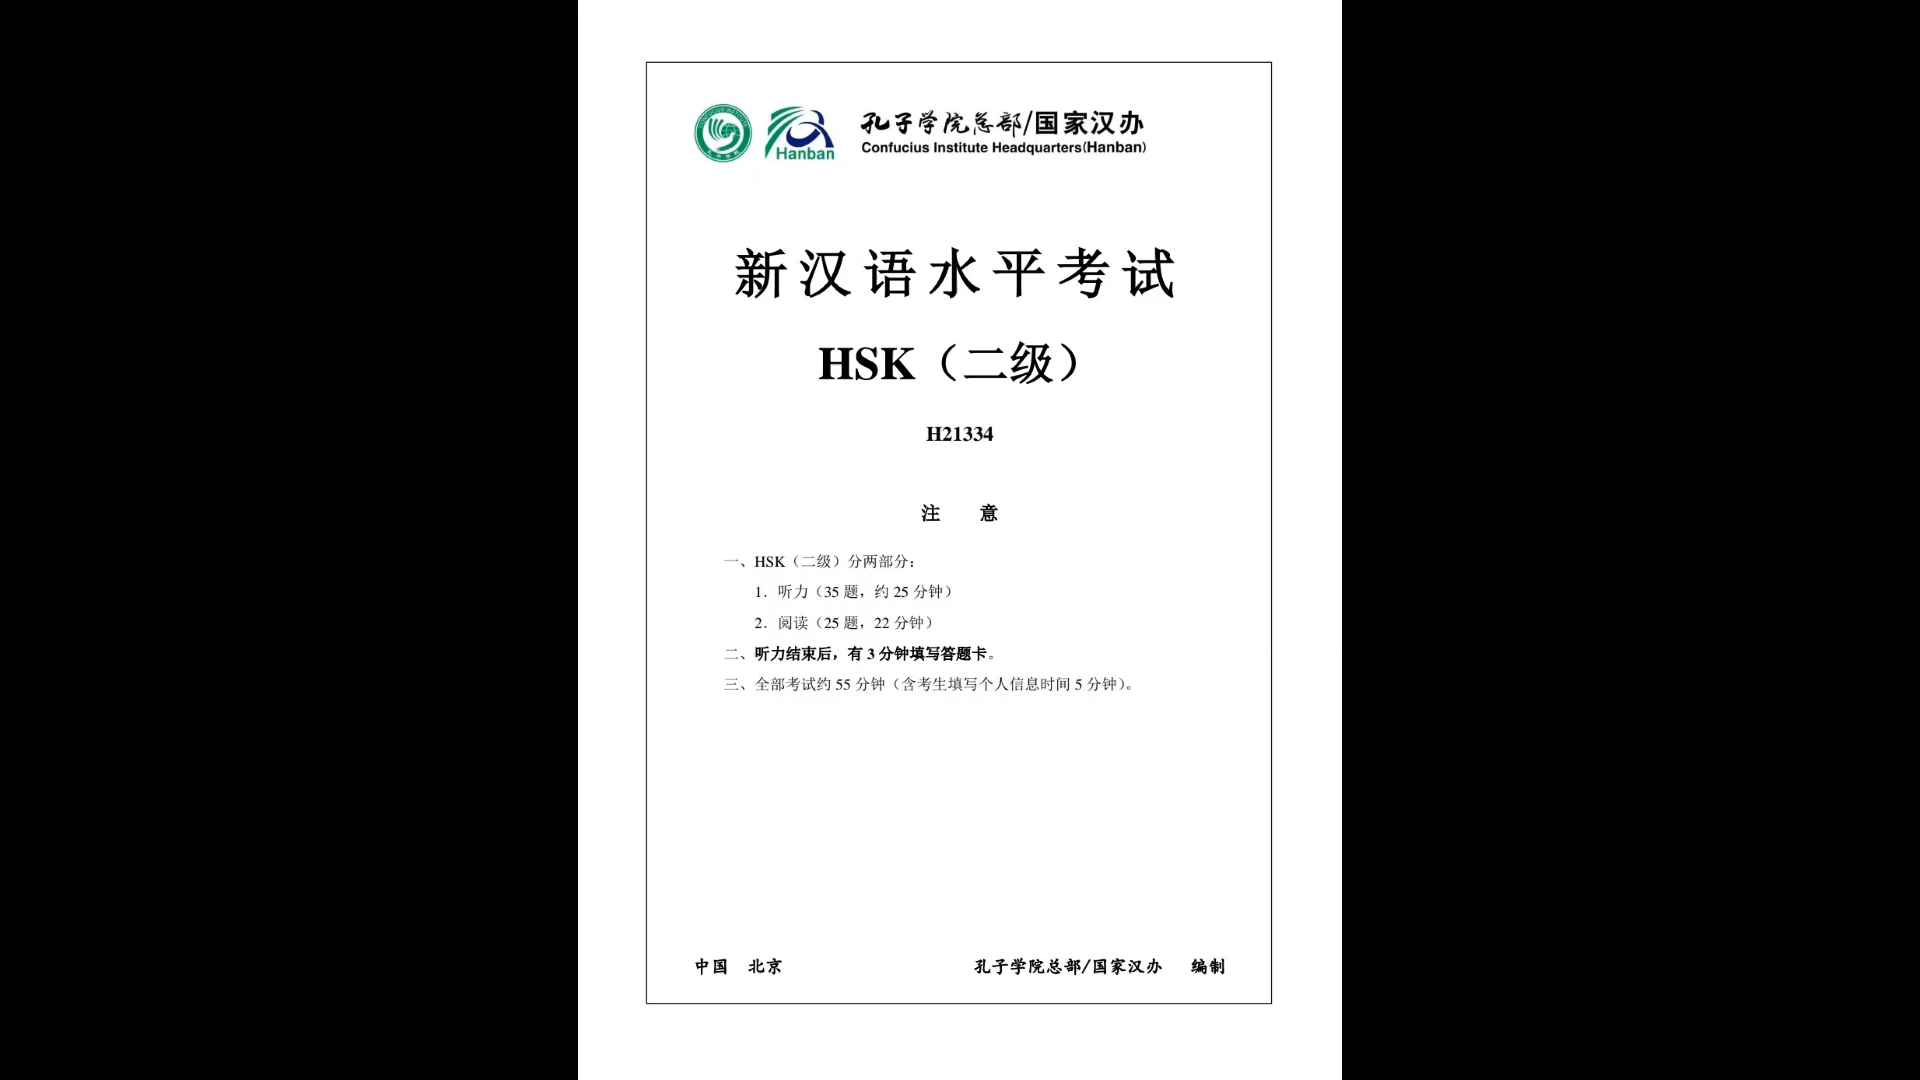 Hanban
孔子学院总部/国家汉办
Confucius Institute Headquarters(Hanban)
新汉语水平考试
HSK（二级）
H21334
注 意
一、HSK（二级）分两部分：
1．听力（35 题，约 25 分钟）
2．阅读（25 题，22 分钟）
二、听力结束后，有 3 分钟填写答题卡。
三、全部考试约 55 分钟（含考生填写个人信息时间 5 分钟）。
中国 北京 孔子学院总部/国家汉办 编制